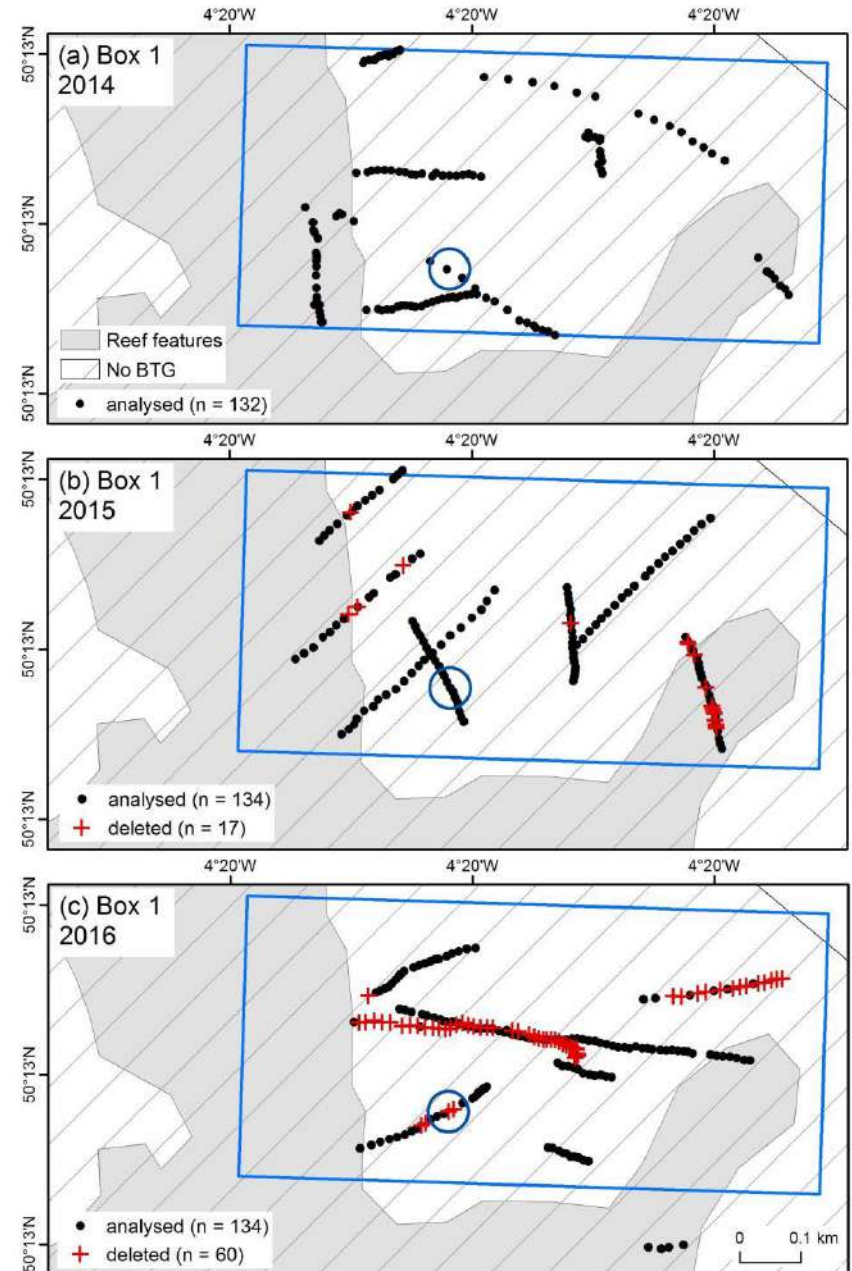 4°20'W 4°20'W 4°20'W
50°13'N
(a) Box 1
2014
50°13'N
Reef features
No BTG
50°13'N
analysed (n = 132)
4°20'W 4°20'W 4°20'W
50°13'N
(b) Box 1
2015
50°13'N
analysed (n = 134)
50°13'N
deleted (n = 17)
4°20'W 4°20'W 4°20'W
50°13'N
(c) Box 1
2016
50°13'N
analysed (n = 134)
0 0.1 km
50°13'N
deleted (n = 60)